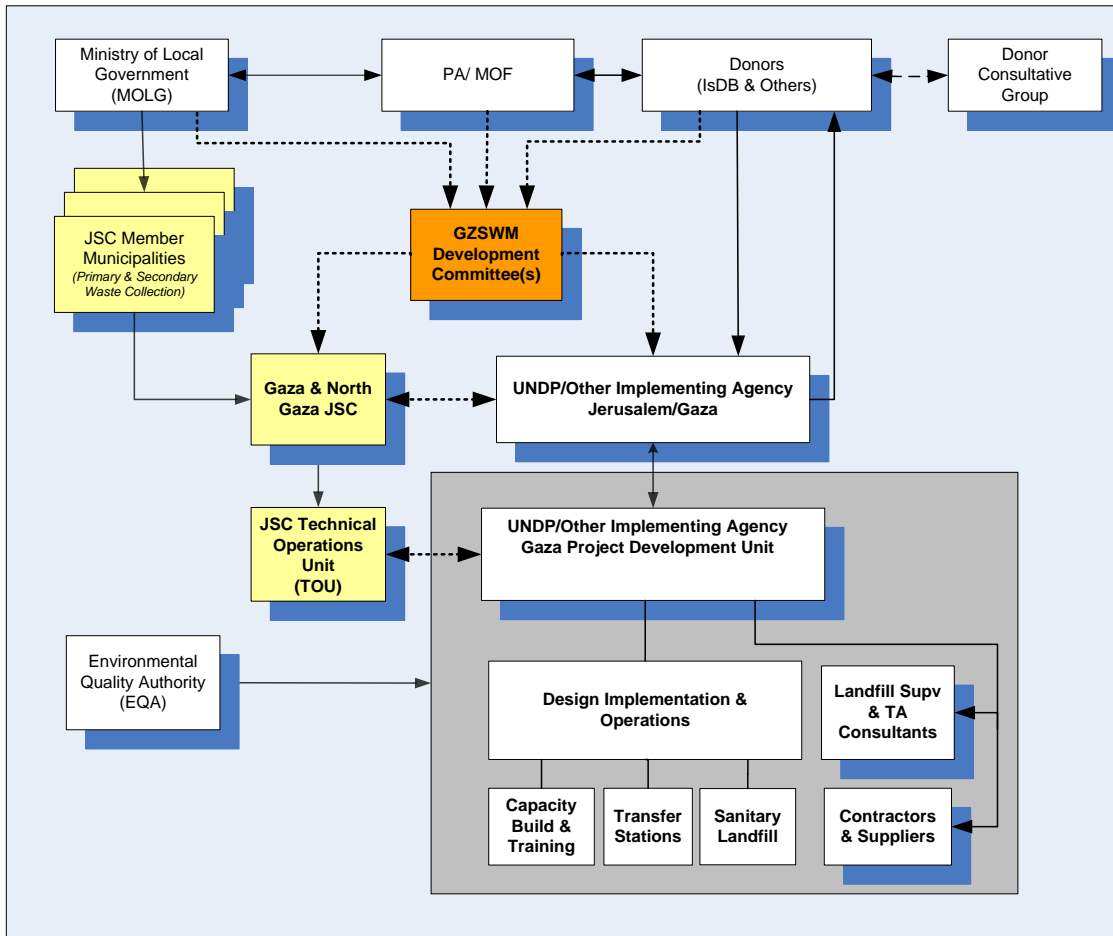 Ministry of Local
Government
(MOLG)
PA/ MOF
Donors
(IsDB & Others)
Donor
Consultative
Group
JSC Member
Municipalities
(Primary & Secondary
Waste Collection)
GZSWM
Development
Committee(s)
Gaza & North
Gaza JSC
UNDP/Other Implementing Agency
Jerusalem/Gaza
JSC Technical
Operations
Unit
(TOU)
UNDP/Other Implementing Agency
Gaza Project Development Unit
Environmental
Quality Authority
(EQA)
Design Implementation &
Operations
Landfill Supv
& TA
Consultants
Capacity
Build &
Training
Transfer
Stations
Sanitary
Landfill
Contractors
& Suppliers